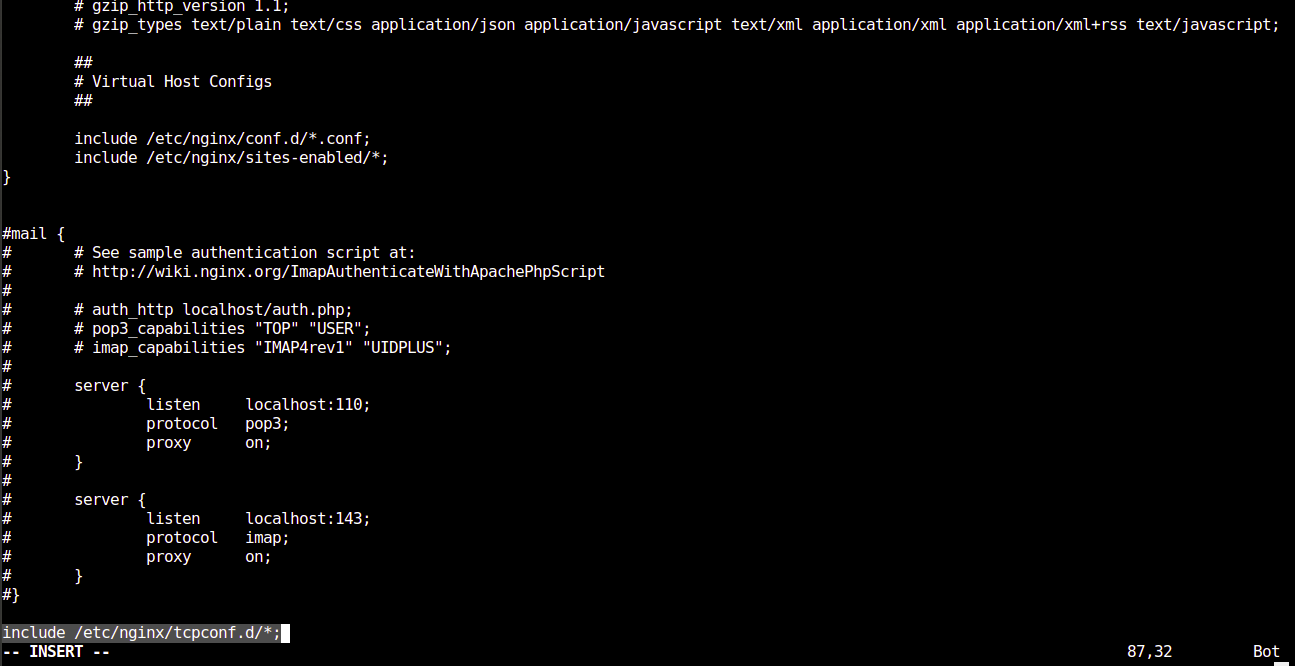 # gzip_http_version 1.1;
# gzip_types text/plain text/css application/json application/javascript text/xml application/xml application/xml+rss text/javascript;
##
# Virtual Host Configs
##
include /etc/nginx/conf.d/*.conf;
include /etc/nginx/sites-enabled/*;
}
#mail {
#       # See sample authentication script at:
#       # http://wiki.nginx.org/ImapAuthenticateWithApachePhpScript
#
#       # auth_http localhost/auth.php;
#       # pop3_capabilities "TOP" "USER";
#       # imap_capabilities "IMAP4rev1" "UIDPLUS";
#
#       server {
#               listen     localhost:110;
#               protocol   pop3;
#               proxy      on;
#       }
#
#       server {
#               listen     localhost:143;
#               protocol   imap;
#               proxy      on;
#       }
#}
include /etc/nginx/tcpconf.d/*;
-- INSERT -- 87,32 Bot